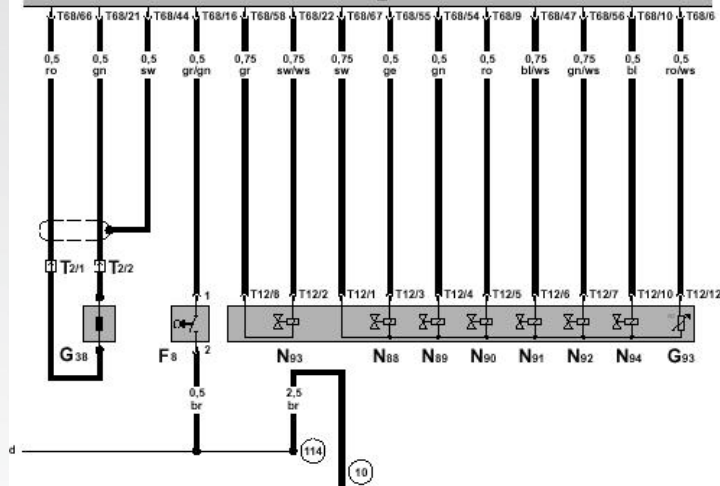 T68/66 T68/21 T68/44 T68/16 T68/58 T68/22 T68/67 T68/55 T68/54 T68/9 T68/47 T68/56 T68/10 T68/6
0,5 0,5 0,5 0,5 0,75 0,75 0,75 0,5 0,5 0,5 0,75 0,75 0,5 0,5
ro gn sw gr/gn gr sw/ws sw ge gn ro bl/ws gn/ws bl ro/ws
T2/1 T2/2
1 T12/8 T12/2 T12/1 T12/3 T12/4 T12/5 T12/6 T12/7 T12/10 T12/12
G38 F8 2 N93 N88 N89 N90 N91 N92 N94 G93
0,5 2,5
br br
d 114
10